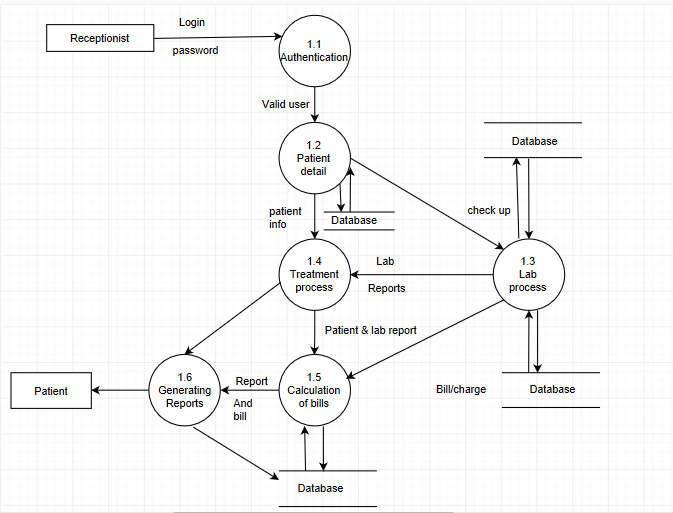 Login
Receptionist
password
1.1
Authentication
Valid user
1.2
Patient
detail
Database
check up
patient
info
Database
1.4
Treatment
process
Lab
Reports
1.3
Lab
process
Patient & lab report
Patient
1.6
Generating
Reports
Report
And
bill
1.5
Calculation
of bills
Bill/charge
Database
Database